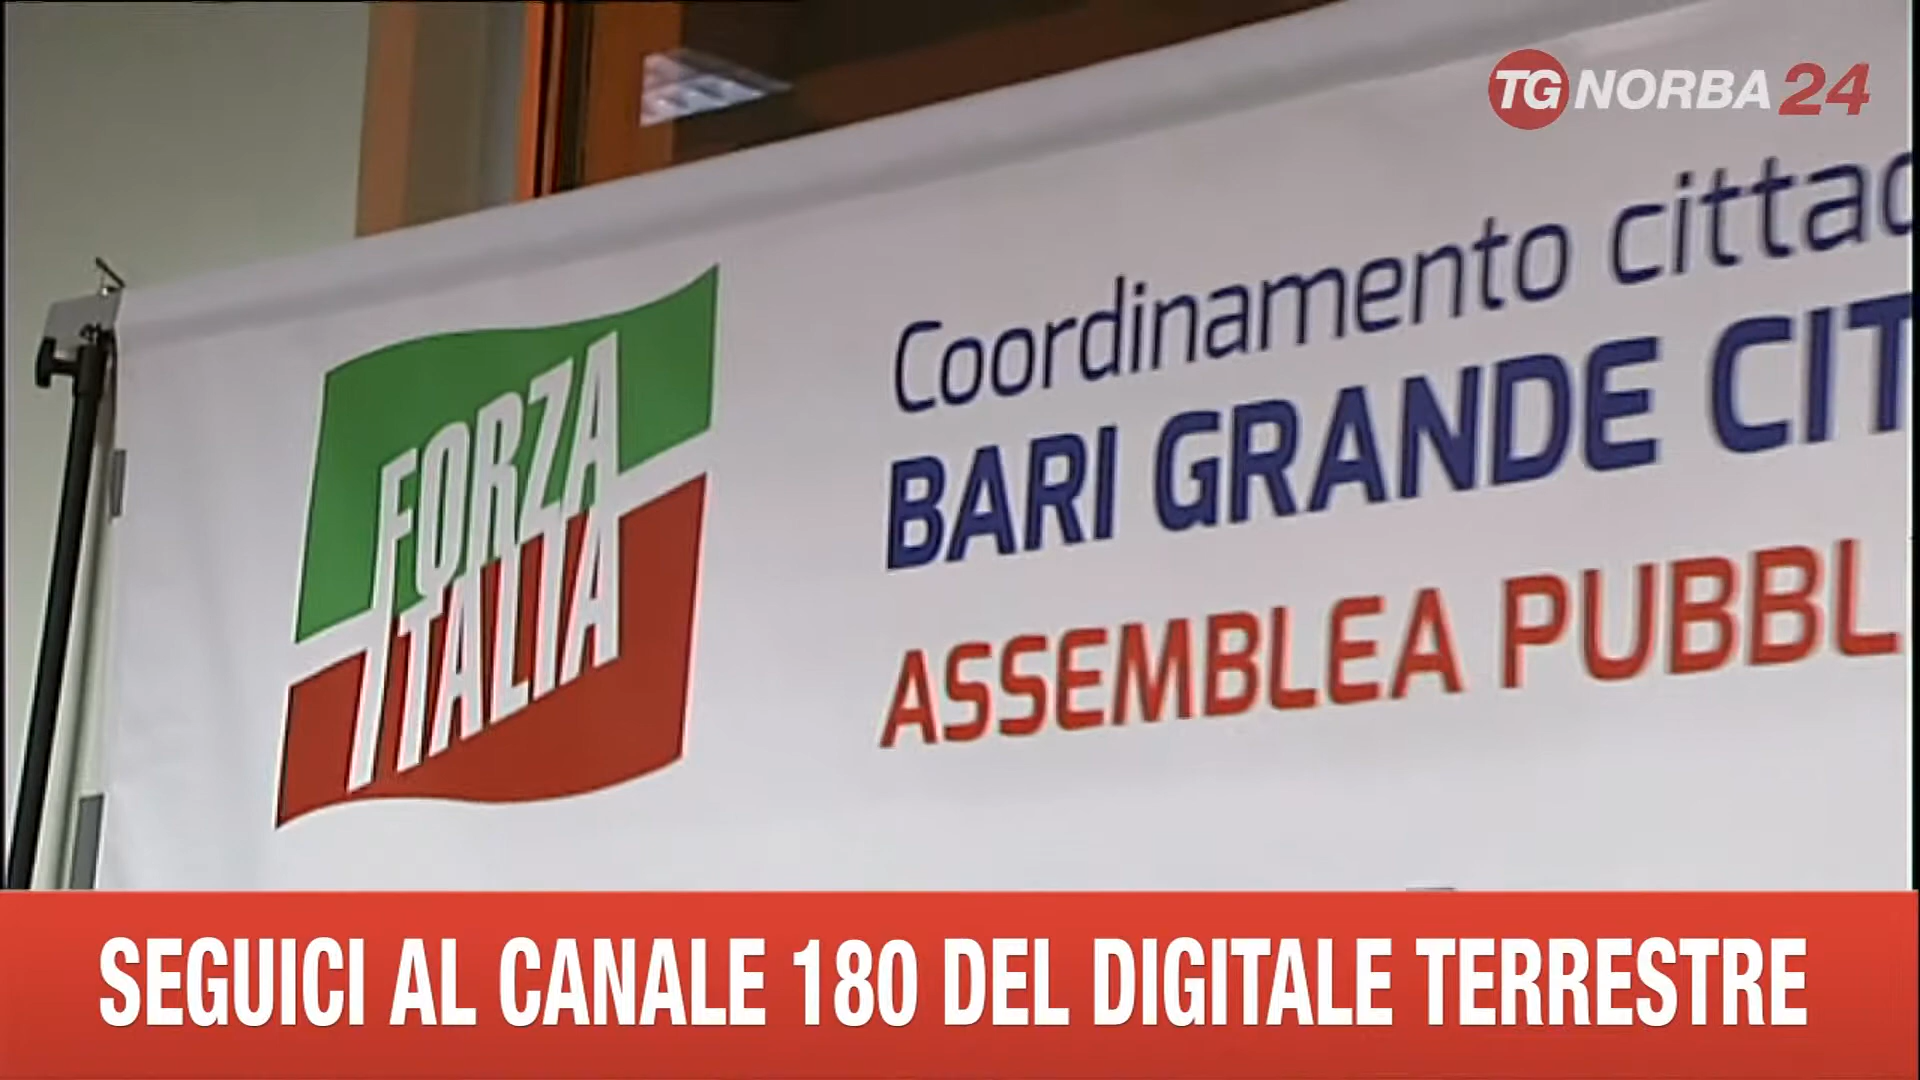 TG NORBA 24
Coordinamento cittad
BARI GRANDE CIT
ASSEMBLEA PUBBL
FORZA
ITALIA
SEGUICI AL CANALE 180 DEL DIGITALE TERRESTRE